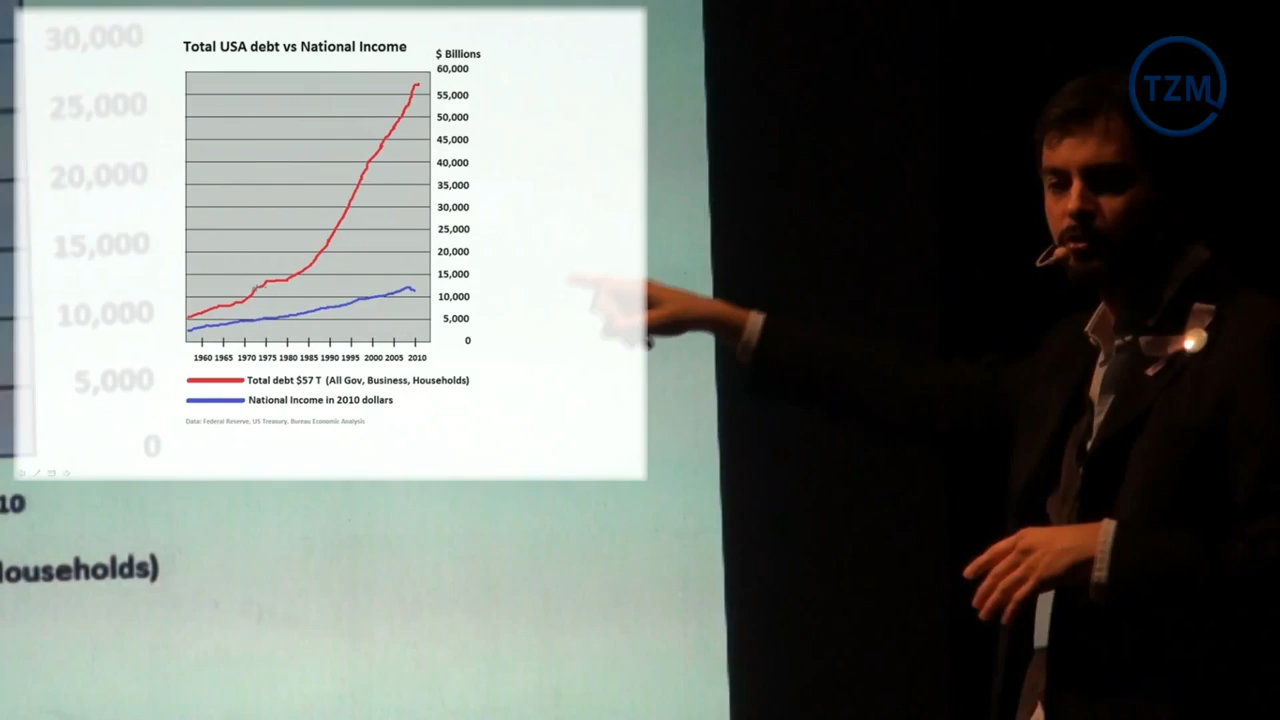 30,000
25,000
20,000
15,000
10,000
5,000
0
10
Households)
Total USA debt vs National Income
$ Billions
60,000
55,000
50,000
45,000
40,000
35,000
30,000
25,000
20,000
15,000
10,000
5,000
0
1960 1965 1970 1975 1980 1985 1990 1995 2000 2005 2010
Total debt $57 T (All Gov, Business, Households)
National Income in 2010 dollars
Data: Federal Reserve, US Treasury, Bureau Economic Analysis
TZM